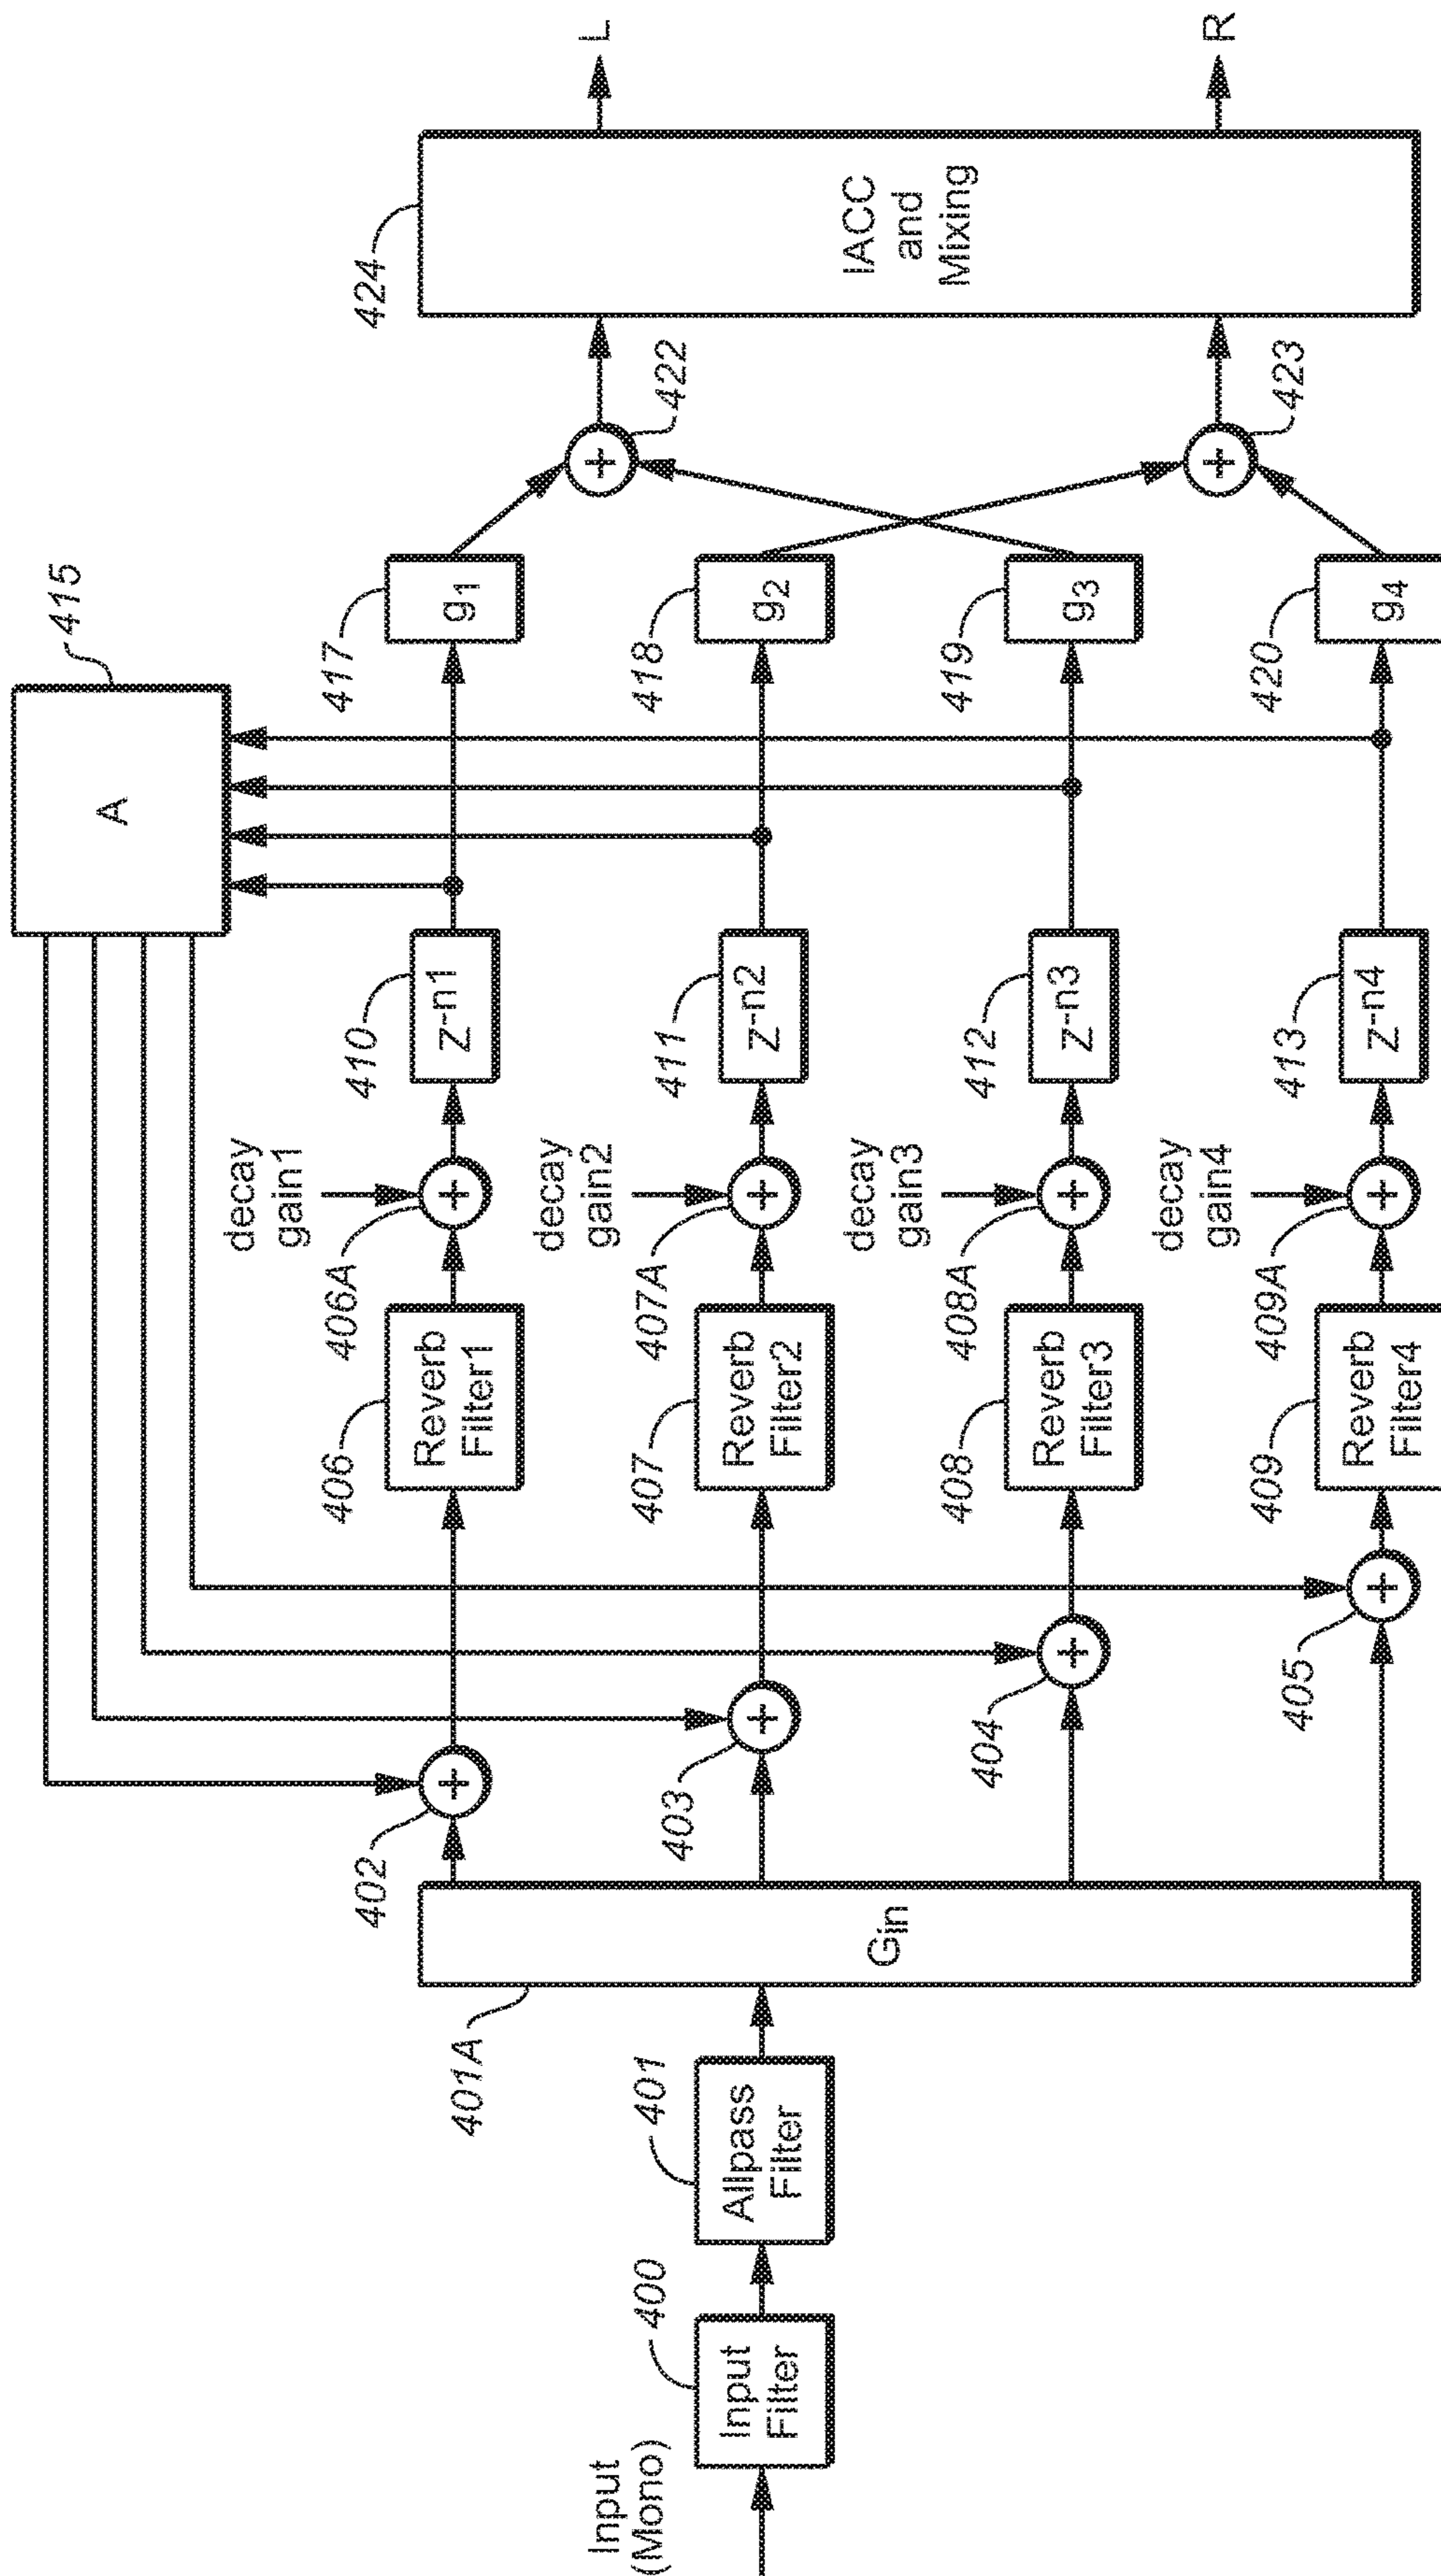 Input
(Mono)
400
Input
Filter
401
Allpass
Filter
401A
Gin
402
403
404
405
415
A
406
Reverb
Filter1
decay
gain1
406A
+
410
z-n1
417
g1
407
Reverb
Filter2
decay
gain2
407A
+
411
z-n2
418
g2
408
Reverb
Filter3
decay
gain3
408A
+
412
z-n3
419
g3
409
Reverb
Filter4
decay
gain4
409A
+
413
z-n4
420
g4
+
+
+
+
+
422
+
423
424
IACC
and
Mixing
L
R